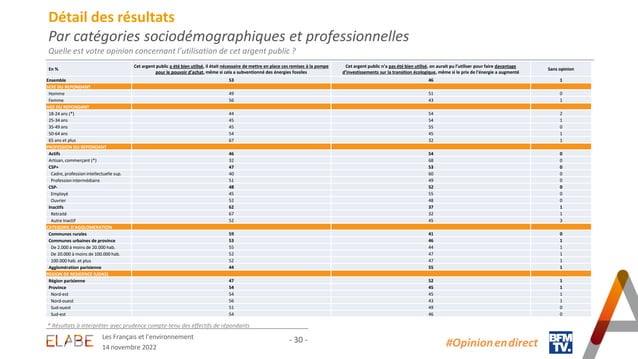 Détail des résultats
Par catégories sociodémographiques et professionnelles
Quelle est votre opinion concernant l'utilisation de cet argent public ?
En %
Cet argent public a été bien utilisé, il était nécessaire de mettre en place ces remises à la pompe pour le pouvoir d'achat, même si cela a subventionné des énergies fossiles
Cet argent public n'a pas été bien utilisé, on aurait pu l'utiliser pour faire davantage d'investissements sur la transition écologique, même si le prix de l'énergie a augmenté
Sans opinion
Ensemble 53 46 1
SEXE DU REPONDANT
Homme 49 51 0
Femme 56 43 1
AGE DU REPONDANT
18-24 ans (*) 44 54 2
25-34 ans 45 54 1
35-49 ans 45 55 0
50-64 ans 54 45 1
65 ans et plus 67 32 1
PROFESSION DU REPONDANT
Actifs 46 54 0
Artisan, commerçant (*) 32 68 0
CSP+ 47 53 0
Cadre, profession intellectuelle sup. 40 60 0
Profession intermédiaire 51 49 0
CSP- 48 52 0
Employé 45 55 0
Ouvrier 52 48 0
Inactifs 62 37 1
Retraité 67 32 1
Autre inactif 52 45 3
CATEGORIE D'AGGLOMERATION
Communes rurales 59 41 0
Communes urbaines de province 53 46 1
De 2.000 à moins de 20.000 hab. 55 44 1
De 20.000 à moins de 100.000 hab. 52 47 1
100.000 hab. et plus 52 47 1
Agglomération parisienne 44 55 1
REGION DE RESIDENCE (UDA5)
Région parisienne 47 52 1
Province 54 45 1
Nord-est 54 45 1
Nord-ouest 56 43 1
Sud-ouest 51 49 0
Sud-est 54 46 0
* Résultats à interpréter avec prudence compte tenu des effectifs de répondants
ELABE
Les Français et l'environnement
14 novembre 2022
- 30 -
#Opinion en direct
BFM
TV.